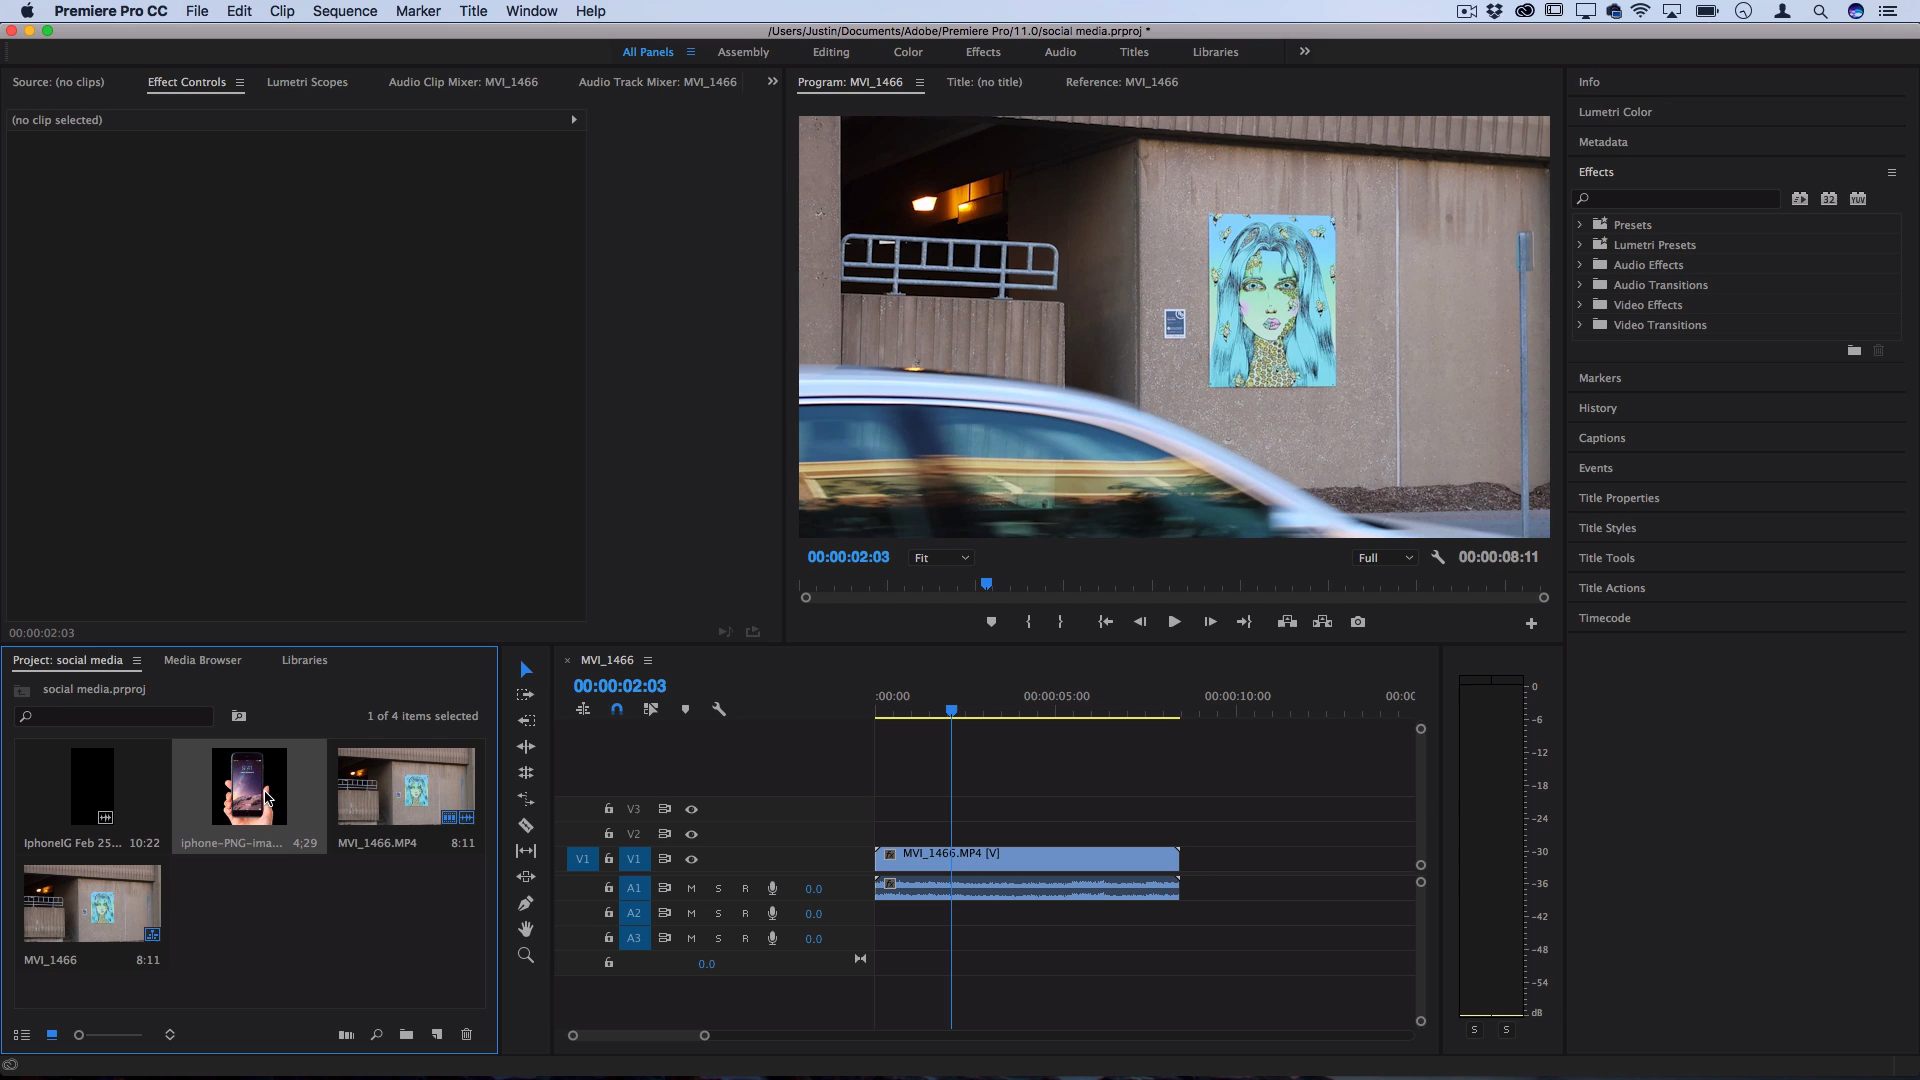 Premiere Pro CC File Edit Clip Sequence Marker Title Window Help
/Users/Justin/Documents/Adobe/Premiere Pro/11.0/social media.prproj *
All Panels Assembly Editing Color Effects Audio Titles Libraries
Source: (no clips) Effect Controls Lumetri Scopes Audio Clip Mixer: MVI_1466 Audio Track Mixer: MVI_1466
(no clip selected)
00:00:02:03
Program: MVI_1466 Title: (no title) Reference: MVI_1466
00:00:02:03 Fit Full 00:00:08:11
Info
Lumetri Color
Metadata
Effects
32 YUV
Presets
Lumetri Presets
Audio Effects
Audio Transitions
Video Effects
Video Transitions
Markers
History
Captions
Events
Title Properties
Title Styles
Title Tools
Title Actions
Timecode
Project: social media Media Browser Libraries
social media.prproj
1 of 4 items selected
IphoneIG Feb 25... 10:22
iphone-PNG-ima... 4;29
MVI_1466.MP4 8:11
MVI_1466 8:11
× MVI_1466
00:00:02:03
:00:00 00:00:05:00 00:00:10:00 00:00
V3
V2
V1 V1
MVI_1466.MP4 [V]
fx
A1 M S R 0.0
fx
A2 M S R 0.0
A3 M S R 0.0
0.0
0
-6
-12
-18
-24
-30
-36
-42
-48
-54
dB
S S